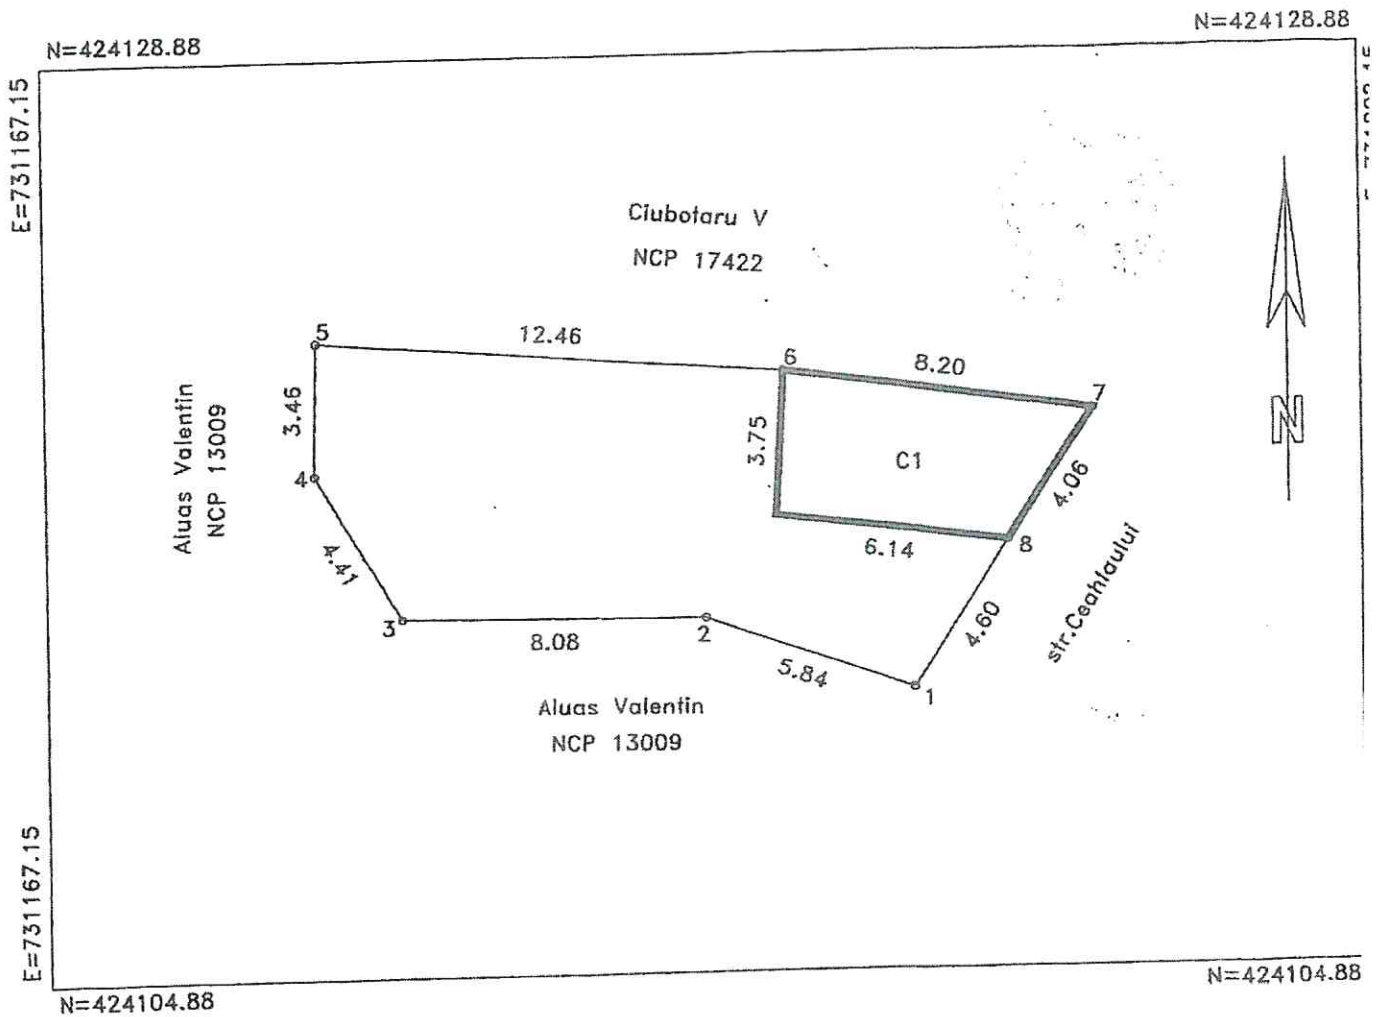 N=424128.88
N=424128.88
E=731167.15
Ciubotaru V
NCP 17422
5
12.46
6
8.20
7
3.46
3.75
C1
4.06
N
Aluas Valentin
NCP 13009
4
4.41
6.14
8
str.Ceahlaului
3
8.08
2
5.84
4.60
1
Aluas Valentin
NCP 13009
E=731167.15
N=424104.88
N=424104.88